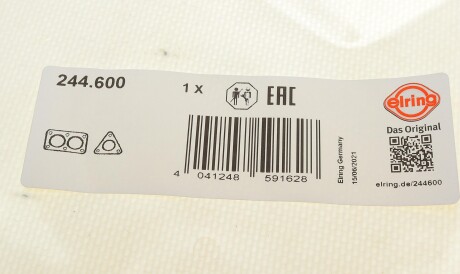 244.600
1 X
EAC
elring
Das Original
4 041248 591628
Elring Germany
15/06/2021
elring.de/244600